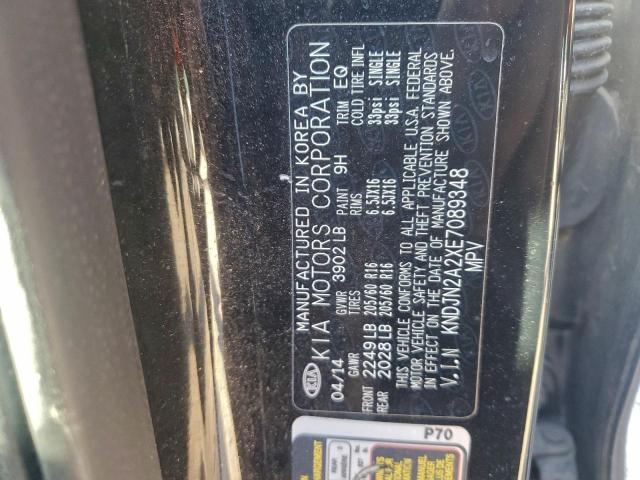 MANUFACTURED IN KOREA BY
KIA KIA MOTORS CORPORATION
04/14 GVWR 3902 LB PAINT 9H TRIM EQ
GAWR TIRES RIMS COLD TIRE INFL
FRONT 2249 LB 205/60 R16 6.5JX16 33psi SINGLE
REAR 2028 LB 205/60 R16 6.5JX16 33psi SINGLE
THIS VEHICLE CONFORMS TO ALL APPLICABLE U.S.A. FEDERAL
MOTOR VEHICLE SAFETY AND THEFT PREVENTION STANDARDS
IN EFFECT ON THE DATE OF MANUFACTURE SHOWN ABOVE.
V.I.N KNDJN2A2XE7089348
MPV
P70